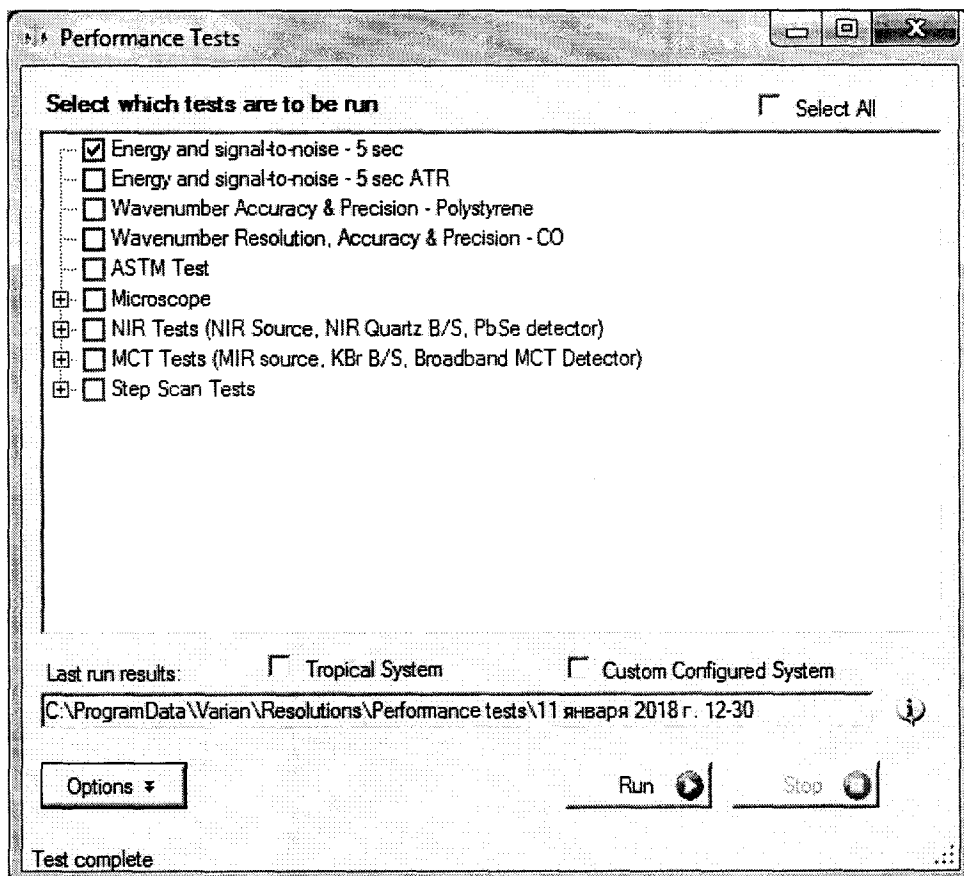 Performance Tests
Select which tests are to be run
Select All
Energy and signal-to-noise - 5 sec
Energy and signal-to-noise - 5 sec ATR
Wavenumber Accuracy & Precision - Polystyrene
Wavenumber Resolution, Accuracy & Precision - CO
ASTM Test
Microscope
NIR Tests (NIR Source, NIR Quartz B/S, PbSe detector)
MCT Tests (MIR source, KBr B/S, Broadband MCT Detector)
Step Scan Tests
Last run results:
Tropical System
Custom Configured System
C:\ProgramData\Varian\Resolutions\Performance tests\11 января 2018 г. 12-30
Options
Run
Stop
Test complete